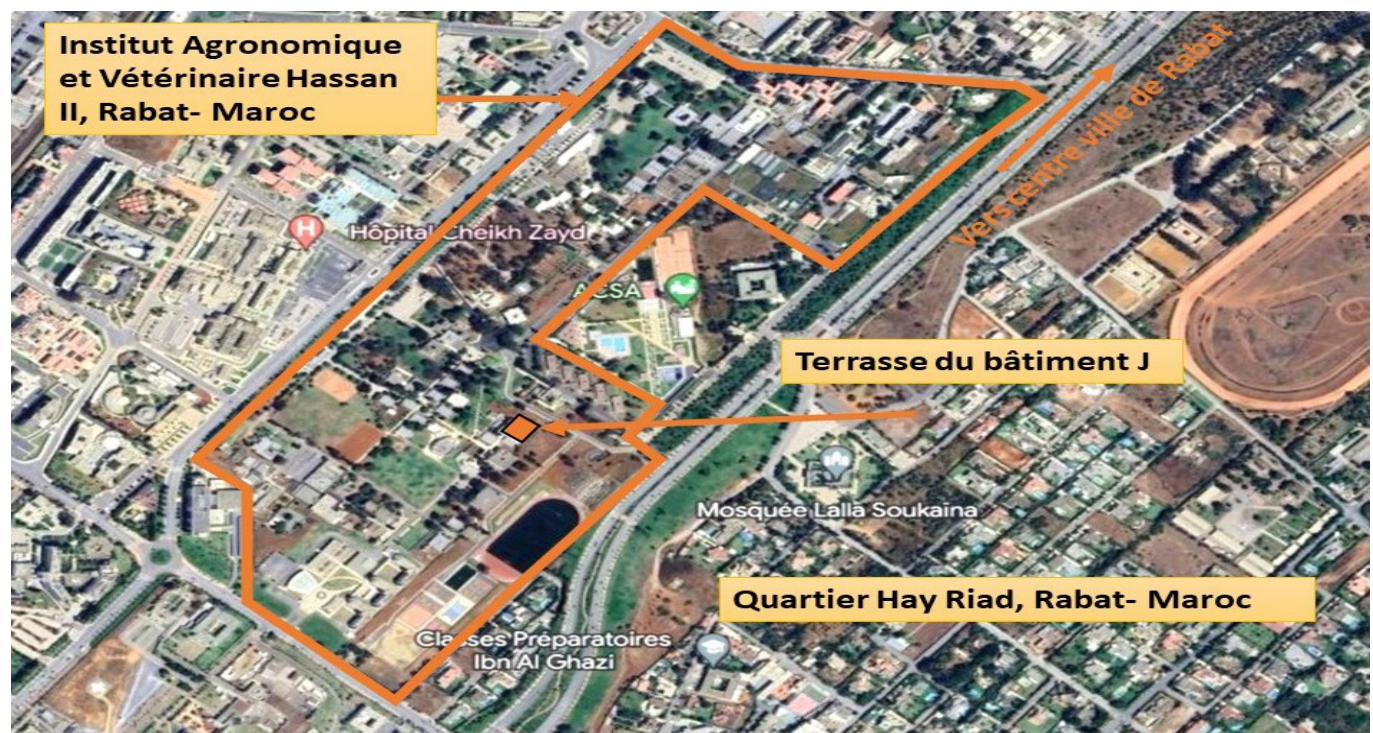 Institut Agronomique
et Vétérinaire Hassan
II, Rabat- Maroc
Vers centre ville de Rabat
Hôpital Cheikh Zayd
ACSA
Terrasse du bâtiment J
Mosquée Lalla Soukaina
Quartier Hay Riad, Rabat- Maroc
Classes Préparatoires
Ibn Al Ghazi